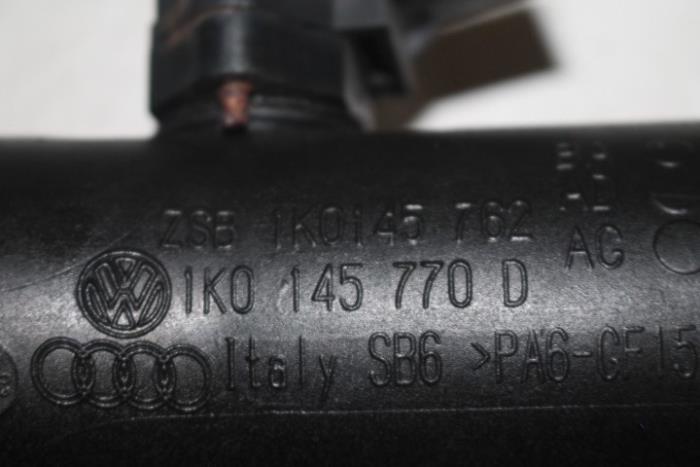 ZSB 1K0145 762
AG
1K0 145 770 D
Italy SB6 >PA6-GF15